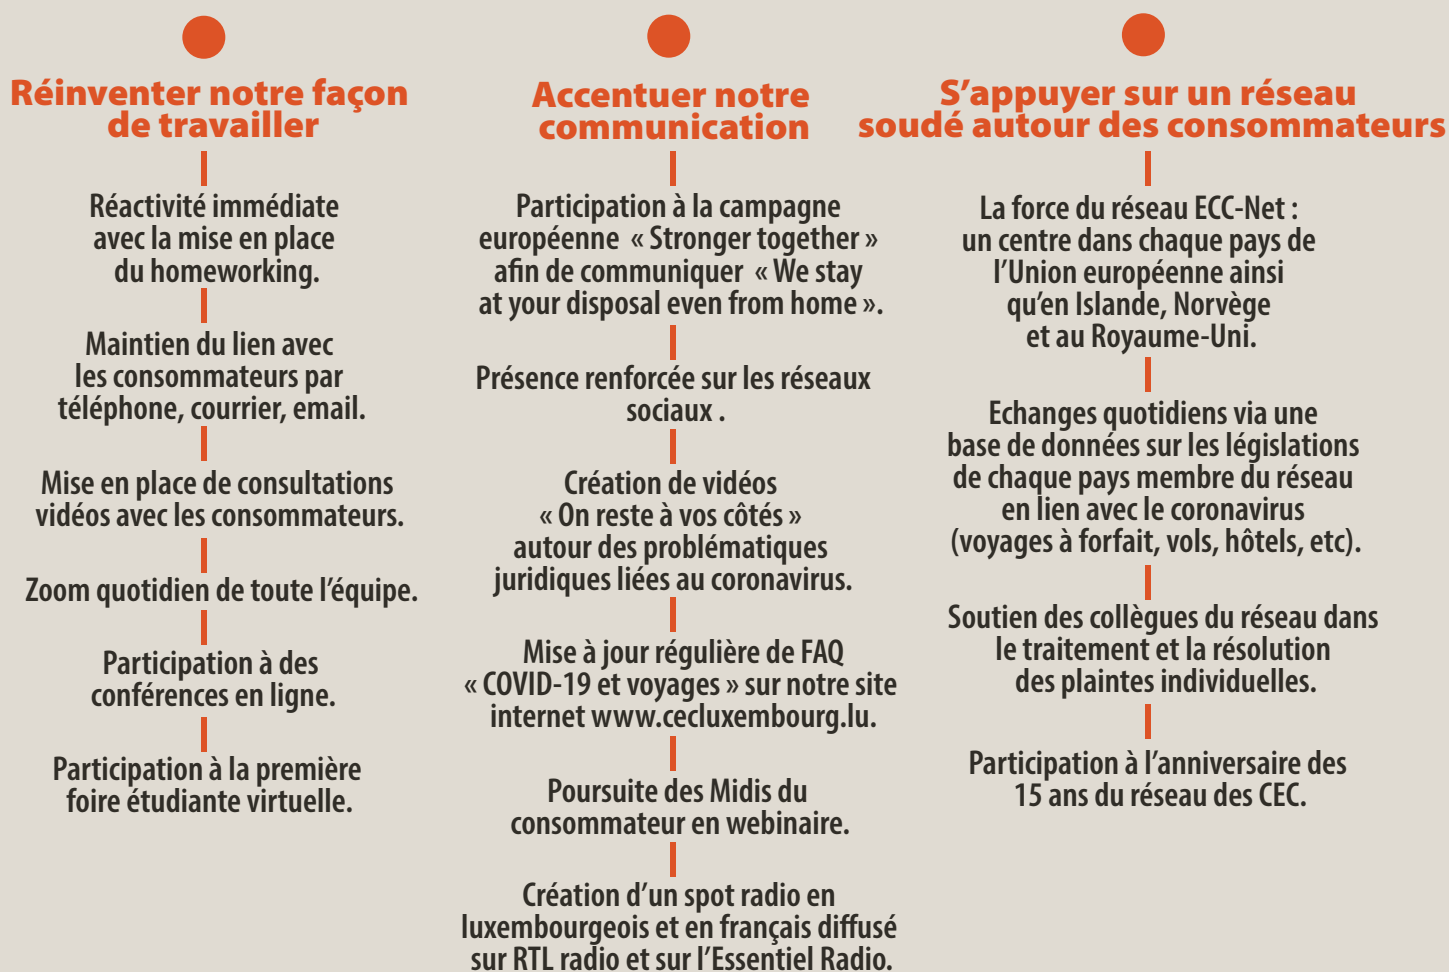 Réinventer notre façon
de travailler
Réactivité immédiate
avec la mise en place
du homeworking.
Maintien du lien avec
les consommateurs par
téléphone, courrier, email.
Mise en place de consultations
vidéos avec les consommateurs.
Zoom quotidien de toute l'équipe.
Participation à des
conférences en ligne.
Participation à la première
foire étudiante virtuelle.
Accentuer notre
communication
Participation à la campagne
européenne « Stronger together »
afin de communiquer « We stay
at your disposal even from home ».
Présence renforcée sur les réseaux
sociaux .
Création de vidéos
« On reste à vos côtés »
autour des problématiques
juridiques liées au coronavirus.
Mise à jour régulière de FAQ
« COVID-19 et voyages » sur notre site
internet www.cecluxembourg.lu.
Poursuite des Midis du
consommateur en webinaire.
Création d'un spot radio en
luxembourgeois et en français diffusé
sur RTL radio et sur l'Essentiel Radio.
S'appuyer sur un réseau
soudé autour des consommateurs
La force du réseau ECC-Net :
un centre dans chaque pays de
l'Union européenne ainsi
qu'en Islande, Norvège
et au Royaume-Uni.
Echanges quotidiens via une
base de données sur les législations
de chaque pays membre du réseau
en lien avec le coronavirus
(voyages à forfait, vols, hôtels, etc).
Soutien des collègues du réseau dans
le traitement et la résolution
des plaintes individuelles.
Participation à l'anniversaire des
15 ans du réseau des CEC.